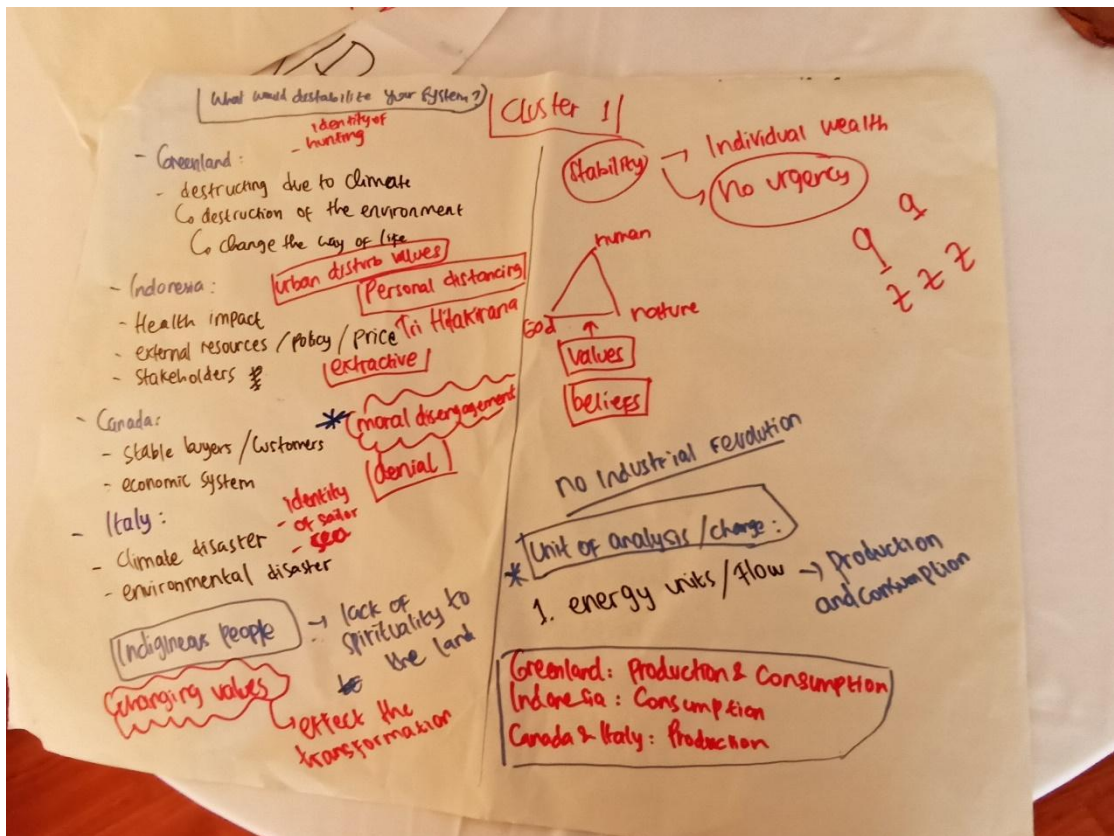 What would destabilize your system?
identity of
- hunting
- Greenland:
- destructing due to climate
destruction of the environment
change the way of life
urban disturb values
- Indonesia:
Personal distancing
- Health impact
Tri Hitakirana
- external resources / policy / price
extractive
- stakeholders
- Canada:
* moral disengagement
- Stable buyers / customers
denial
- economic system
- Italy:
identity
- of sailor
- climate disaster
- sea
- environmental disaster
Indigineous people → lack of
spirituality to
the land
Changing values
effect the
transformation
Cluster 1
Stability → Individual wealth
→ no urgency
q
q
z z z
human
God
nature
values
beliefs
no industrial revolution
* Unit of analysis / change:
1. energy units / flow → production
and consumption
Greenland: Production & Consumption
Indonesia: Consumption
Canada & Italy: Production